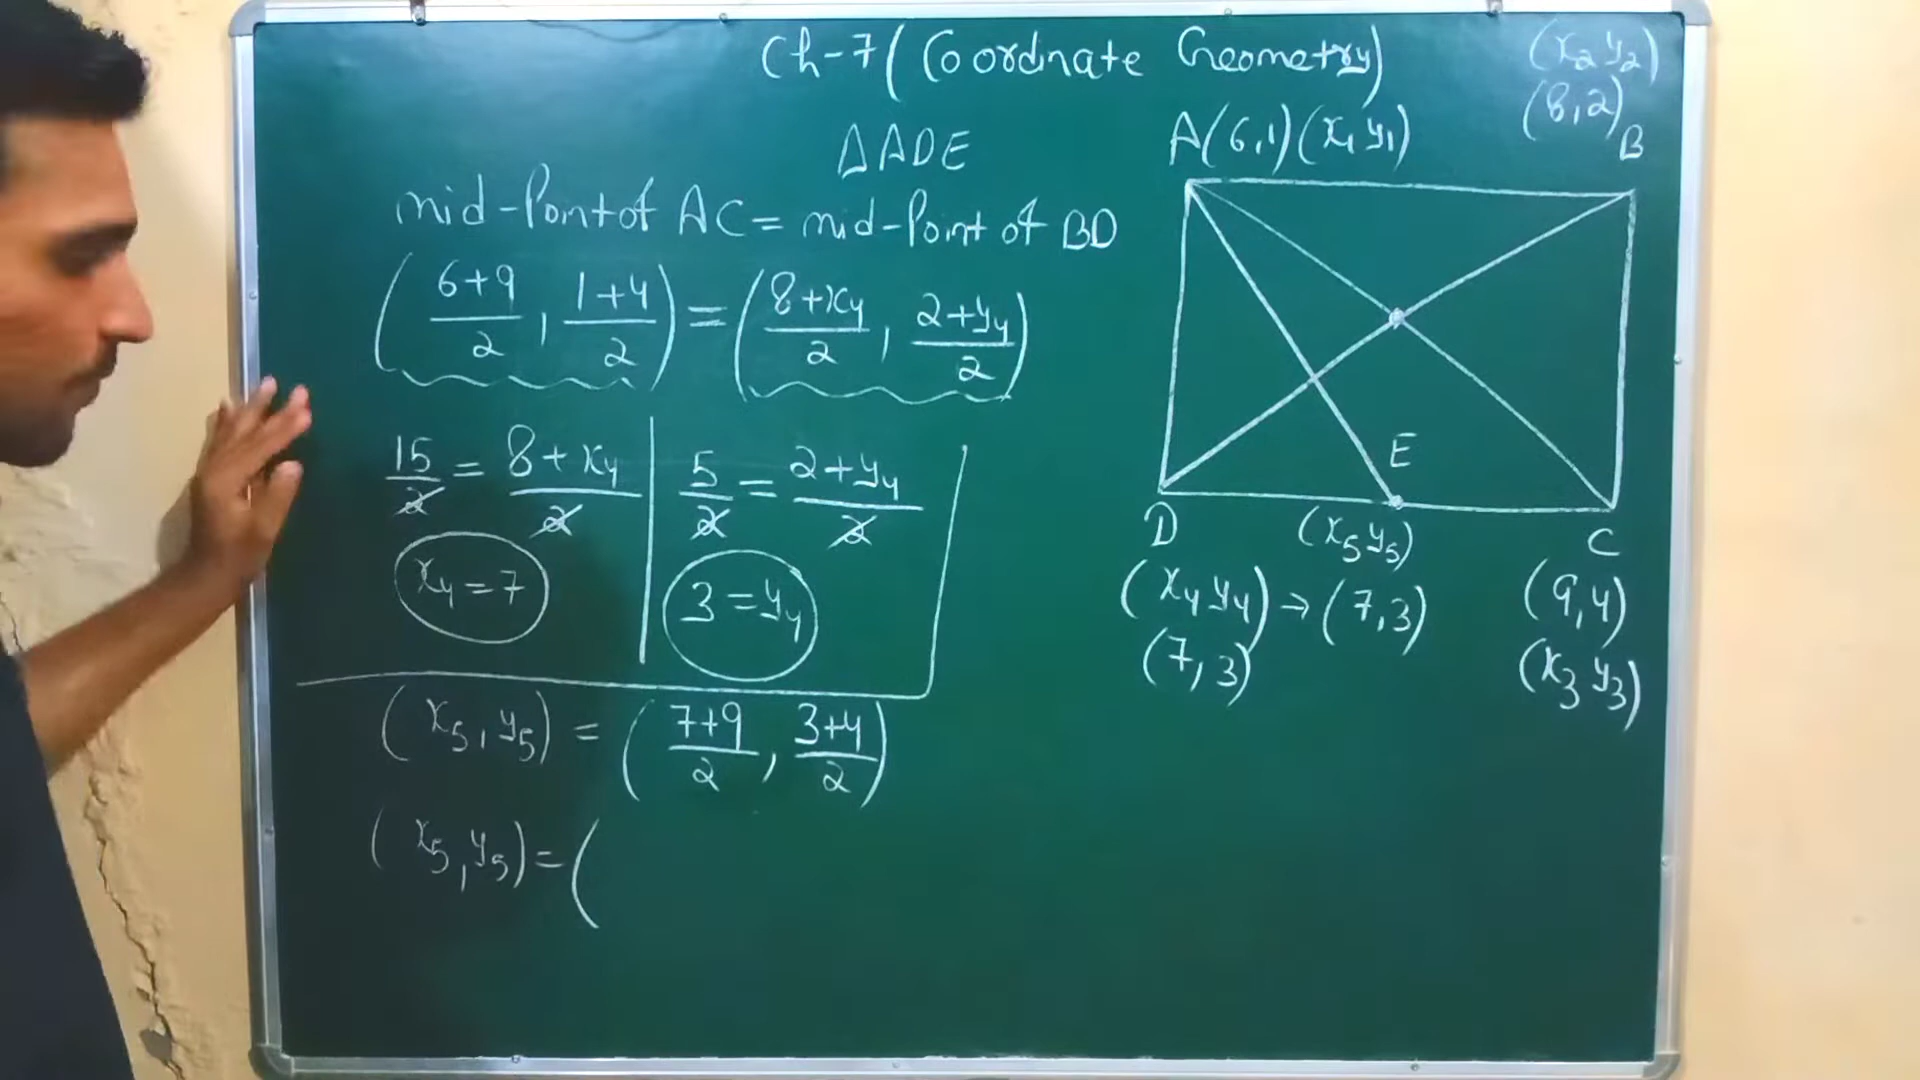 Ch-7 (Coordinate Geometry)
ΔADE
mid-Point of AC = mid-Point of BD
(6+9/2, 1+4/2) = (8+x4/2, 2+y4/2)
15/2 = 8+x4/2 | 5/2 = 2+y4/2
x4 = 7
3 = y4
(x5, y5) = (7+9/2, 3+4/2)
(x5, y5) = (
(x2 y2)
(8,2)
A(6,1)(x1 y1)
B
E
D
(x5 y5)
C
(x4 y4) → (7,3)
(7,3)
(9,4)
(x3 y3)